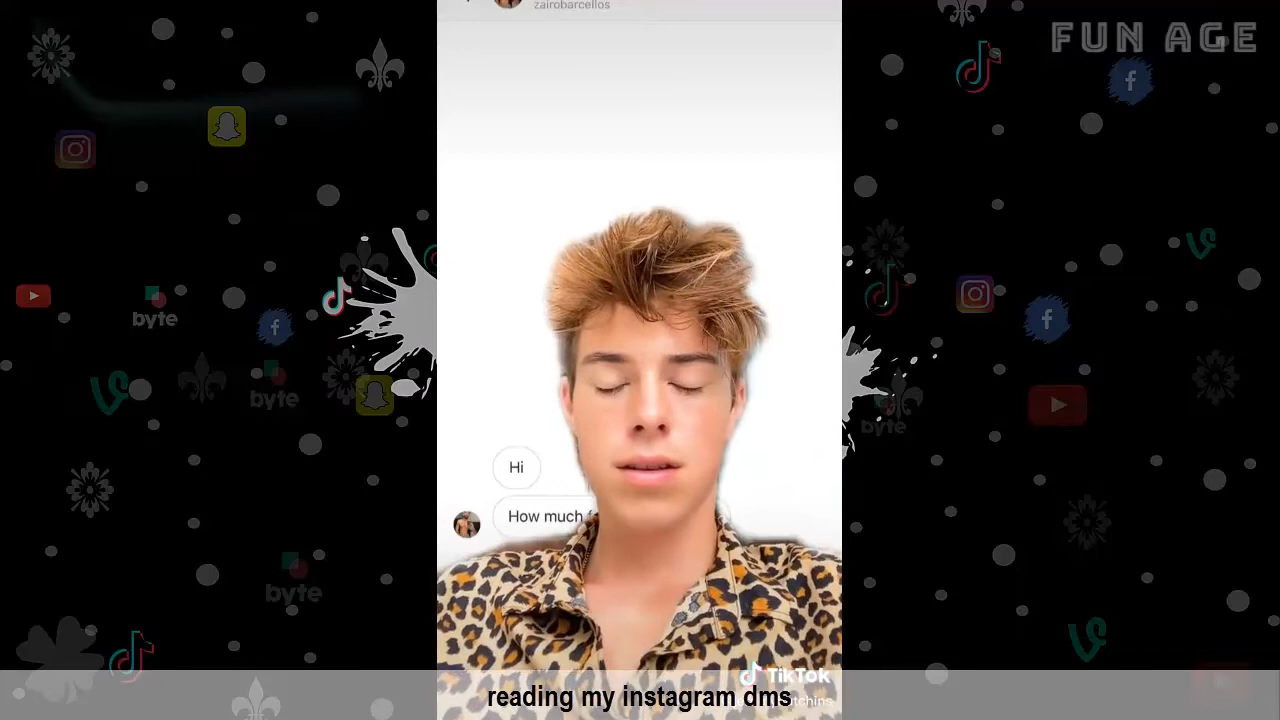 zairobarcellos
FUN AGE
byte
byte
byte
byte
Hi
How much
TikTok
reading my instagram dms